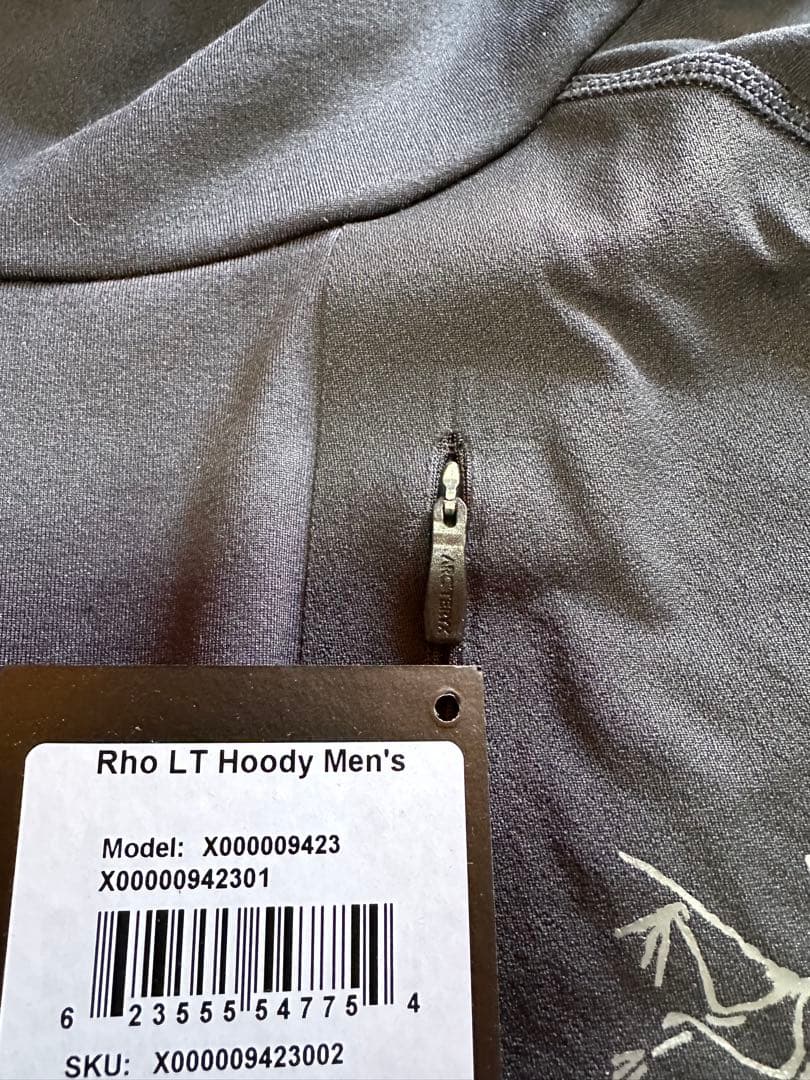 ARC'TERYX
Rho LT Hoody Men's
Model: X000009423
X00000942301
6 23555 54775 4
SKU: X000009423002